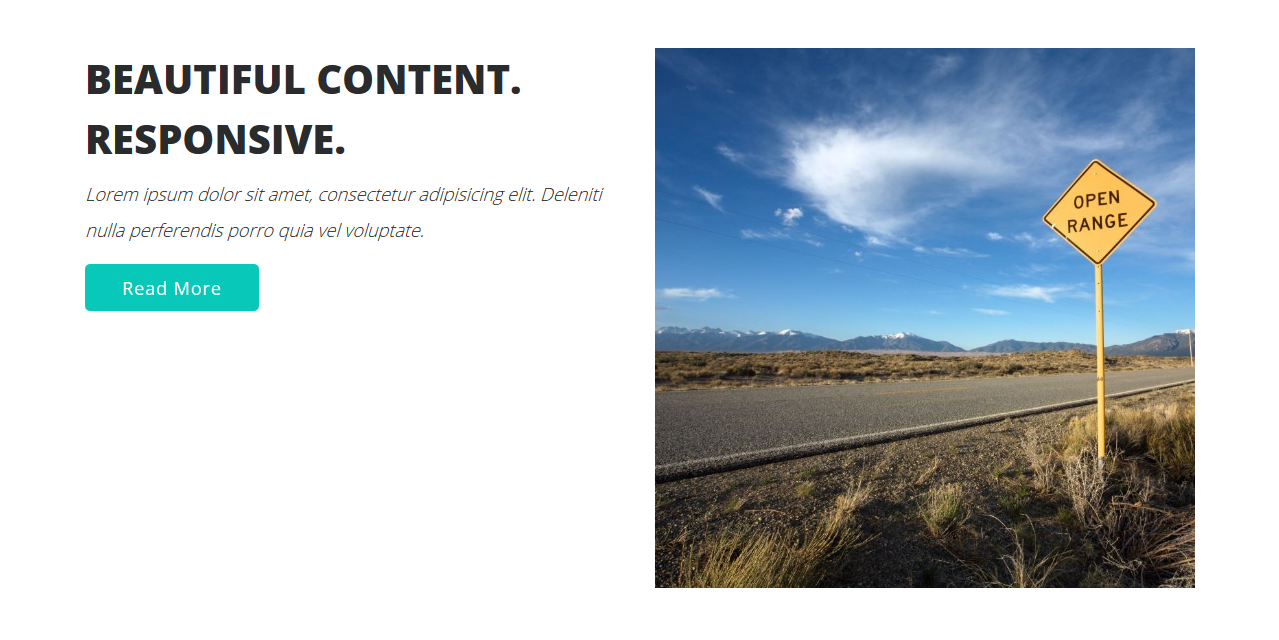 BEAUTIFUL CONTENT.
RESPONSIVE.
Lorem ipsum dolor sit amet, consectetur adipisicing elit. Deleniti
nulla perferendis porro quia vel voluptate.
Read More
OPEN
RANGE